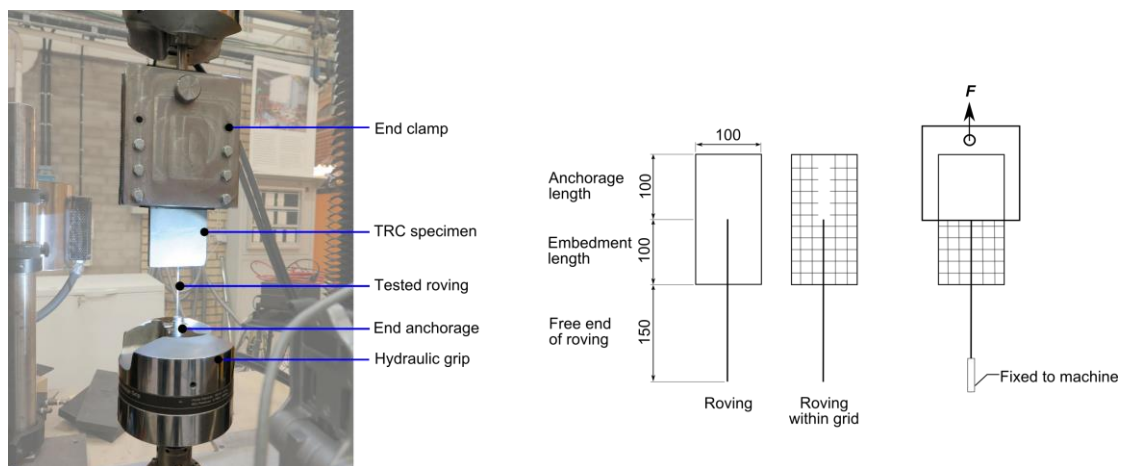 End clamp
TRC specimen
Tested roving
End anchorage
Hydraulic grip
100
Anchorage
length
100
Embedment
length
100
Free end
of roving
150
Roving
Roving
within grid
F
Fixed to machine